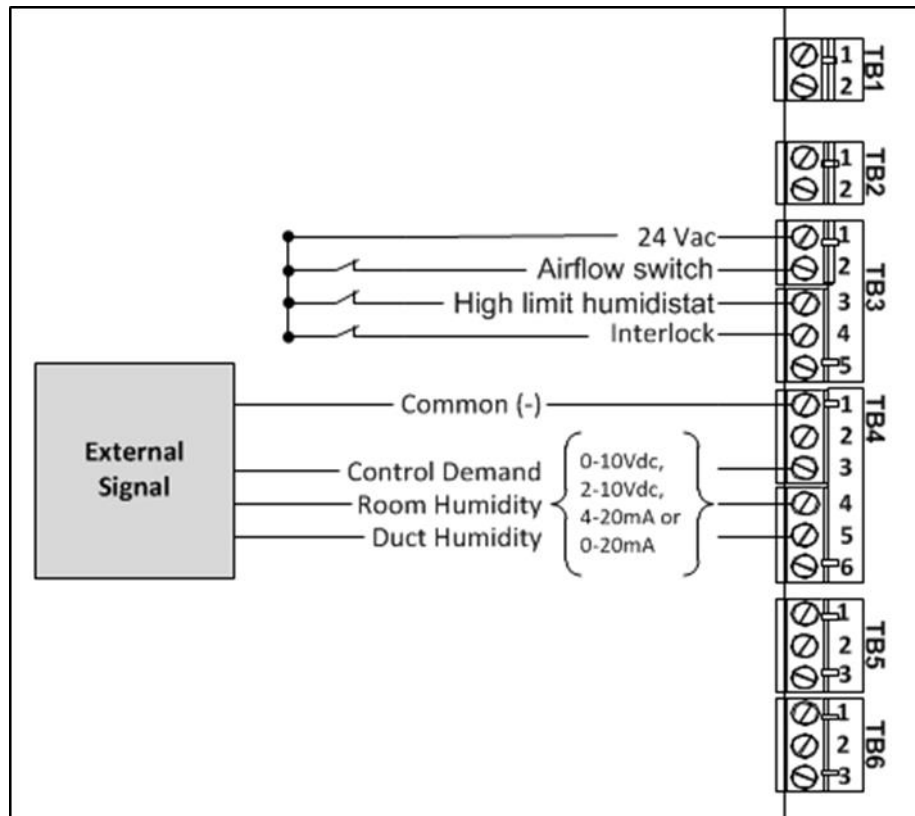 1
2
TB1
1
2
TB2
24 Vac
1
Airflow switch
2
High limit humidistat
3
Interlock
4
5
TB3
External
Signal
Common (-)
1
2
Control Demand
3
Room Humidity
4
Duct Humidity
5
6
TB4
0-10Vdc,
2-10Vdc,
4-20mA or
0-20mA
1
2
3
TB5
1
2
3
TB6